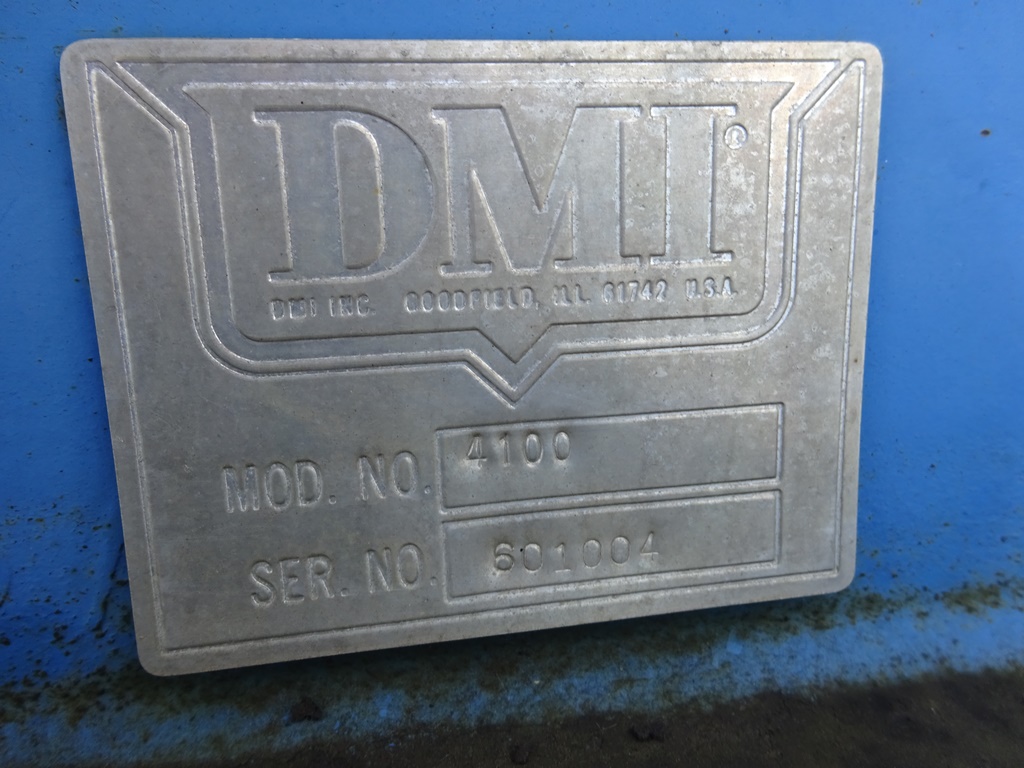 DMI®
DMI INC. GOODFIELD, ILL. 61742 U.S.A.
MOD. NO. 4100
SER. NO. 601004